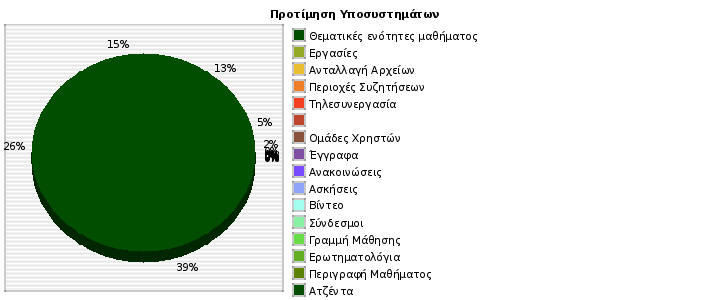 Προτίμηση Υποσυστημάτων
15%
13%
5%
2%
26%
39%
Θεματικές ενότητες μαθήματος
Εργασίες
Ανταλλαγή Αρχείων
Περιοχές Συζητήσεων
Τηλεσυνεργασία
Ομάδες Χρηστών
Έγγραφα
Ανακοινώσεις
Ασκήσεις
Βίντεο
Σύνδεσμοι
Γραμμή Μάθησης
Ερωτηματολόγια
Περιγραφή Μαθήματος
Ατζέντα